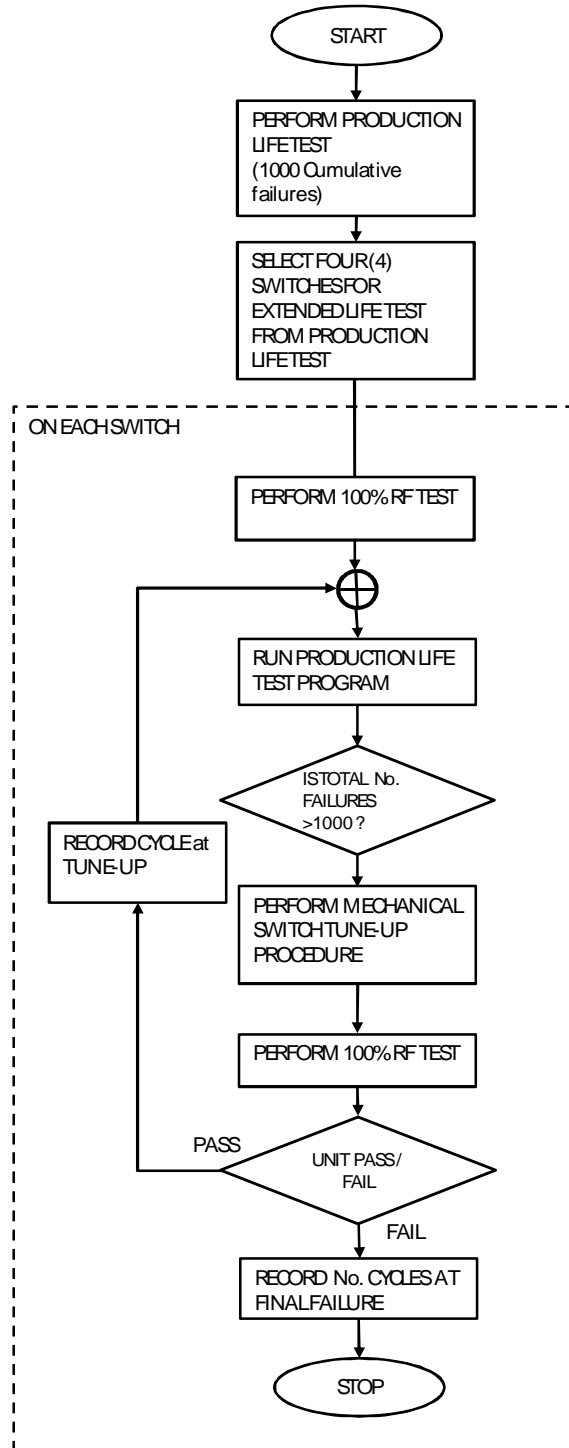 START
PERFORM PRODUCTION
LIFE TEST
(1000 Cumulative
failures)
SELECT FOUR (4)
SWITCHES FOR
EXTENDED LIFE TEST
FROM PRODUCTION
LIFE TEST
ON EACH SWITCH
PERFORM 100% RF TEST
RUN PRODUCTION LIFE
TEST PROGRAM
IS TOTAL No.
FAILURES
>1000 ?
RECORD CYCLE at
TUNE-UP
PERFORM MECHANICAL
SWITCH TUNE-UP
PROCEDURE
PERFORM 100% RF TEST
PASS
UNIT PASS /
FAIL
FAIL
RECORD No. CYCLES AT
FINAL FAILURE
STOP